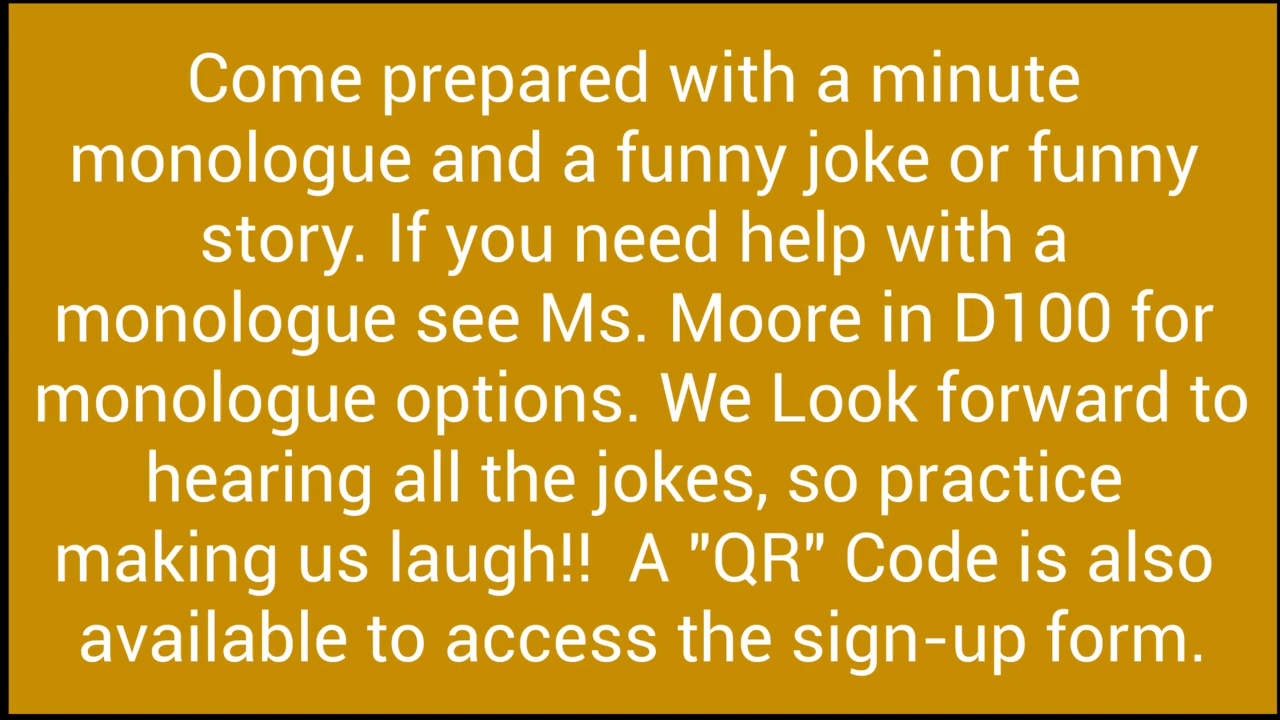 Come prepared with a minute
monologue and a funny joke or funny
story. If you need help with a
monologue see Ms. Moore in D100 for
monologue options. We Look forward to
hearing all the jokes, so practice
making us laugh!!  A "QR" Code is also
available to access the sign-up form.